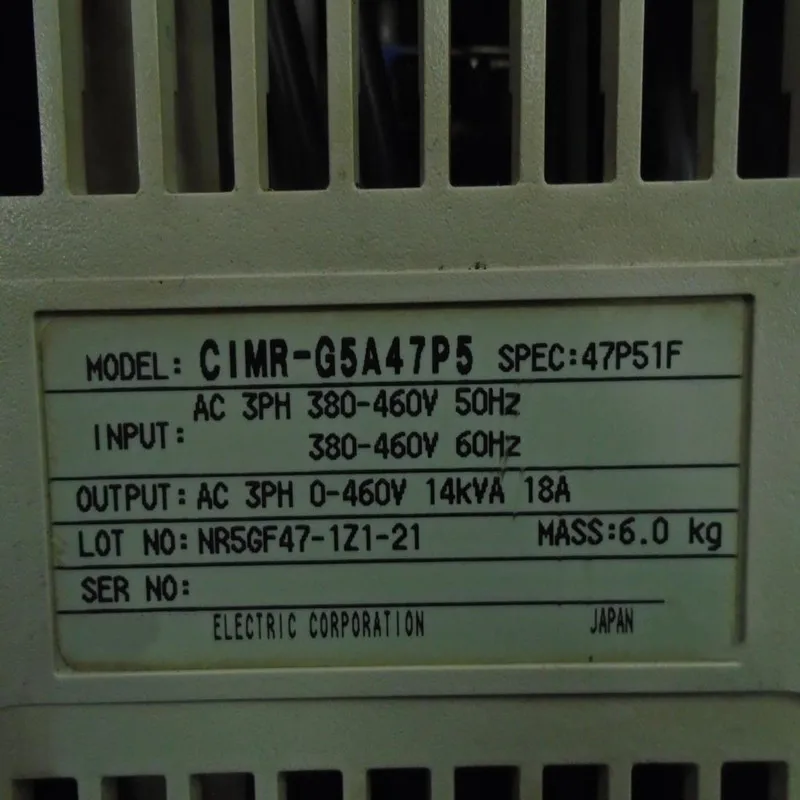 MODEL: CIMR-G5A47P5 SPEC:47P51F
INPUT: AC 3PH 380-460V 50Hz
380-460V 60Hz
OUTPUT: AC 3PH 0-460V 14kVA 18A
LOT NO: NR5GF47-1Z1-21 MASS:6.0 kg
SER NO:
ELECTRIC CORPORATION JAPAN